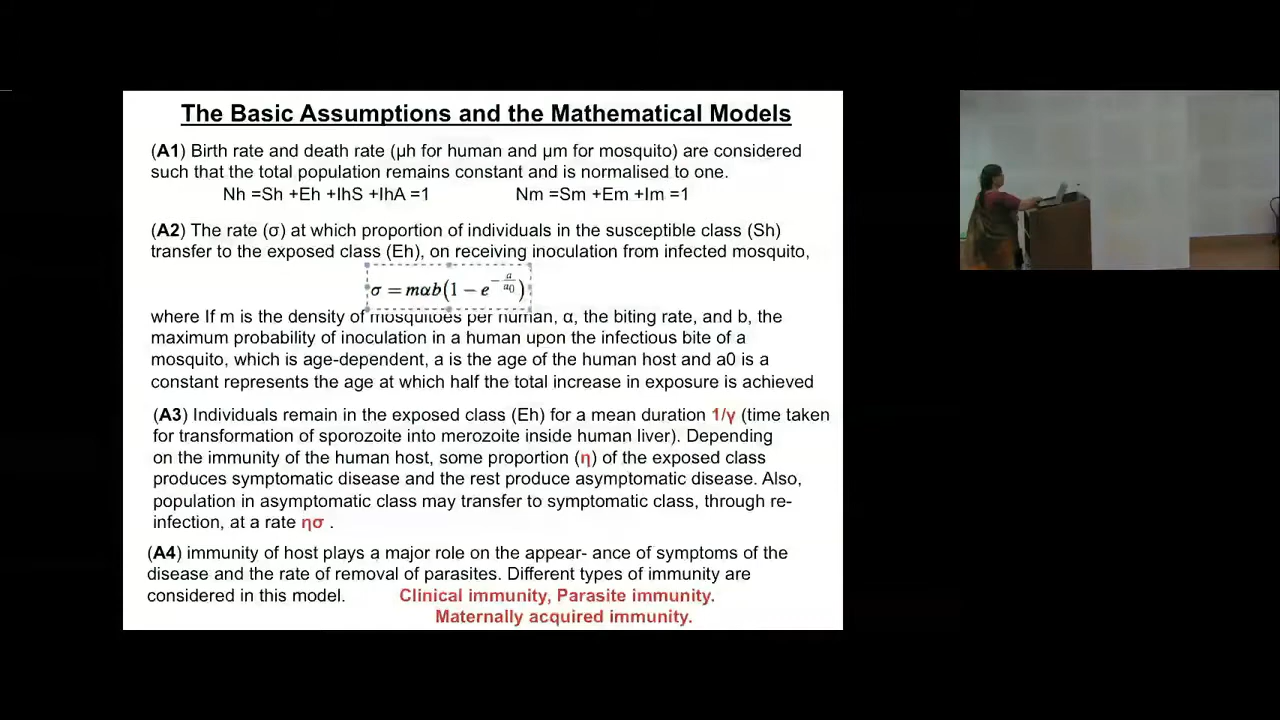 The Basic Assumptions and the Mathematical Models
(A1) Birth rate and death rate (μh for human and μm for mosquito) are considered
such that the total population remains constant and is normalised to one.
Nh =Sh +Eh +IhS +IhA =1 Nm =Sm +Em +Im =1
(A2) The rate (σ) at which proportion of individuals in the susceptible class (Sh)
transfer to the exposed class (Eh), on receiving inoculation from infected mosquito,
σ = mαb(1 − e^{−a/a0})
where If m is the density of mosquitoes per human, α, the biting rate, and b, the
maximum probability of inoculation in a human upon the infectious bite of a
mosquito, which is age-dependent, a is the age of the human host and a0 is a
constant represents the age at which half the total increase in exposure is achieved
(A3) Individuals remain in the exposed class (Eh) for a mean duration 1/γ (time taken
for transformation of sporozoite into merozoite inside human liver). Depending
on the immunity of the human host, some proportion (η) of the exposed class
produces symptomatic disease and the rest produce asymptomatic disease. Also,
population in asymptomatic class may transfer to symptomatic class, through re-
infection, at a rate ησ .
(A4) immunity of host plays a major role on the appear- ance of symptoms of the
disease and the rate of removal of parasites. Different types of immunity are
considered in this model. Clinical immunity, Parasite immunity.
Maternally acquired immunity.